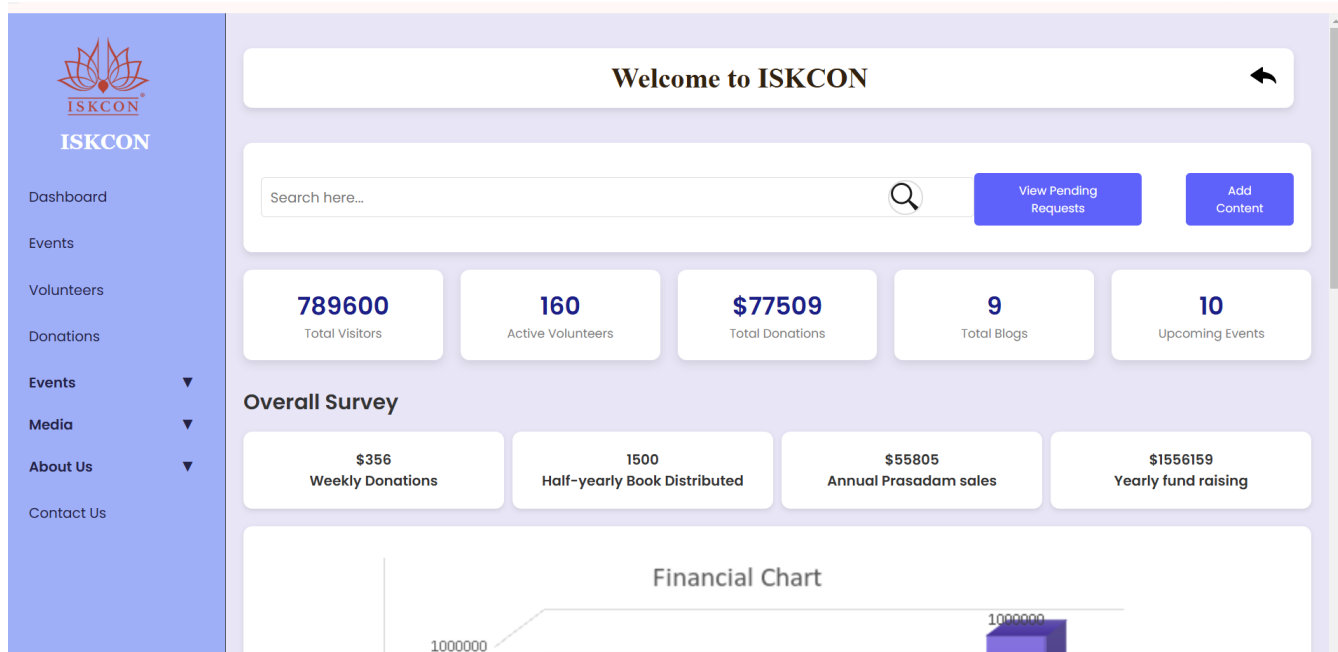 ISKCON
ISKCON
Dashboard
Events
Volunteers
Donations
Events ▼
Media ▼
About Us ▼
Contact Us
Welcome to ISKCON
Search here...
View Pending
Requests
Add
Content
789600
Total Visitors
160
Active Volunteers
$77509
Total Donations
9
Total Blogs
10
Upcoming Events
Overall Survey
$356
Weekly Donations
1500
Half-yearly Book Distributed
$55805
Annual Prasadam sales
$1556159
Yearly fund raising
Financial Chart
1000000
1000000